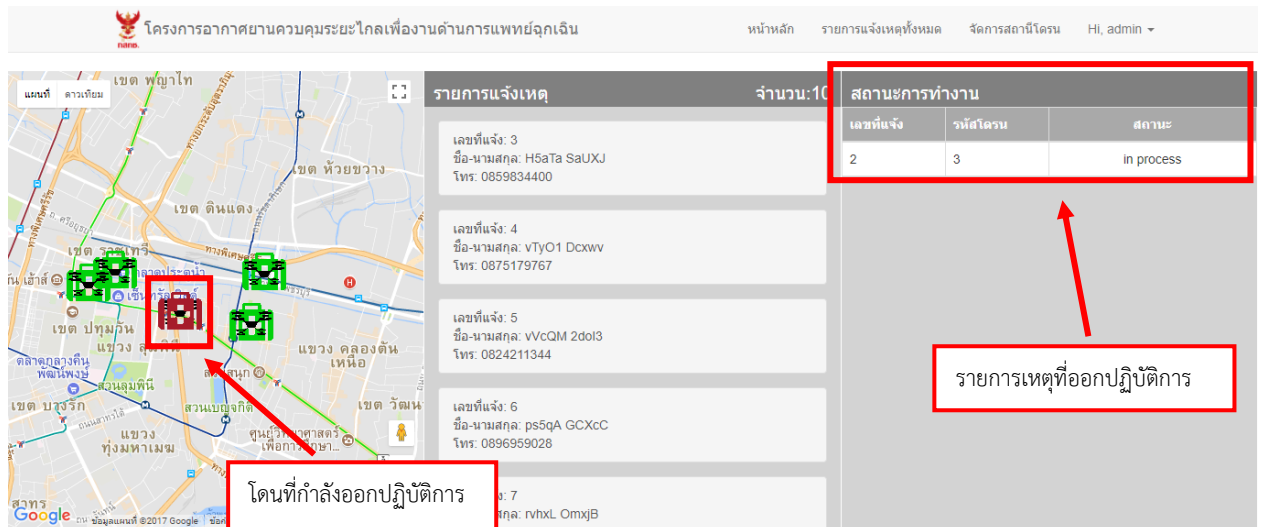 กสทช.
โครงการอากาศยานควบคุมระยะไกลเพื่องานด้านการแพทย์ฉุกเฉิน
หน้าหลัก
รายการแจ้งเหตุทั้งหมด
จัดการสถานีโดรน
Hi, admin
แผนที่
ดาวเทียม
เขต พญาไท
เขต ห้วยขวาง
เขต ดินแดง
เขต ราชเทวี
เขต ปทุมวัน
แขวง ลุมพินี
สวนลุมพินี
เขต บางรัก
แขวง
ทุ่งมหาเมฆ
สวนเบญจกิติ
แขวง คลองตัน
เหนือ
เขต วัฒน
สาทร
Google
ข้อมูลแผนที่ ©2017 Google
โดนที่กำลังออกปฏิบัติการ
รายการแจ้งเหตุ
จำนวน:10
เลขที่แจ้ง: 3
ชื่อ-นามสกุล: H5aTa SaUXJ
โทร: 0859834400
เลขที่แจ้ง: 4
ชื่อ-นามสกุล: vTyO1 Dcxwv
โทร: 0875179767
เลขที่แจ้ง: 5
ชื่อ-นามสกุล: vVcQM 2dol3
โทร: 0824211344
เลขที่แจ้ง: 6
ชื่อ-นามสกุล: ps5qA GCXcC
โทร: 0896959028
: 7
สกุล: rvhxL OmxjB
สถานะการทำงาน
เลขที่แจ้ง รหัสโดรน สถานะ
2 3 in process
รายการเหตุที่ออกปฏิบัติการ